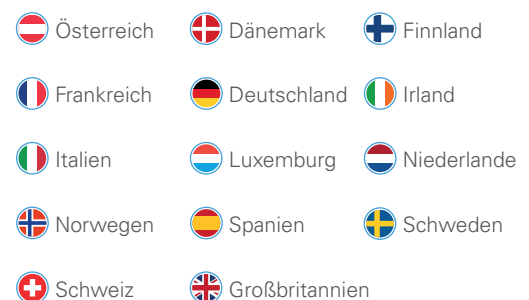 Österreich Dänemark Finnland
Frankreich Deutschland Irland
Italien Luxemburg Niederlande
Norwegen Spanien Schweden
Schweiz Großbritannien